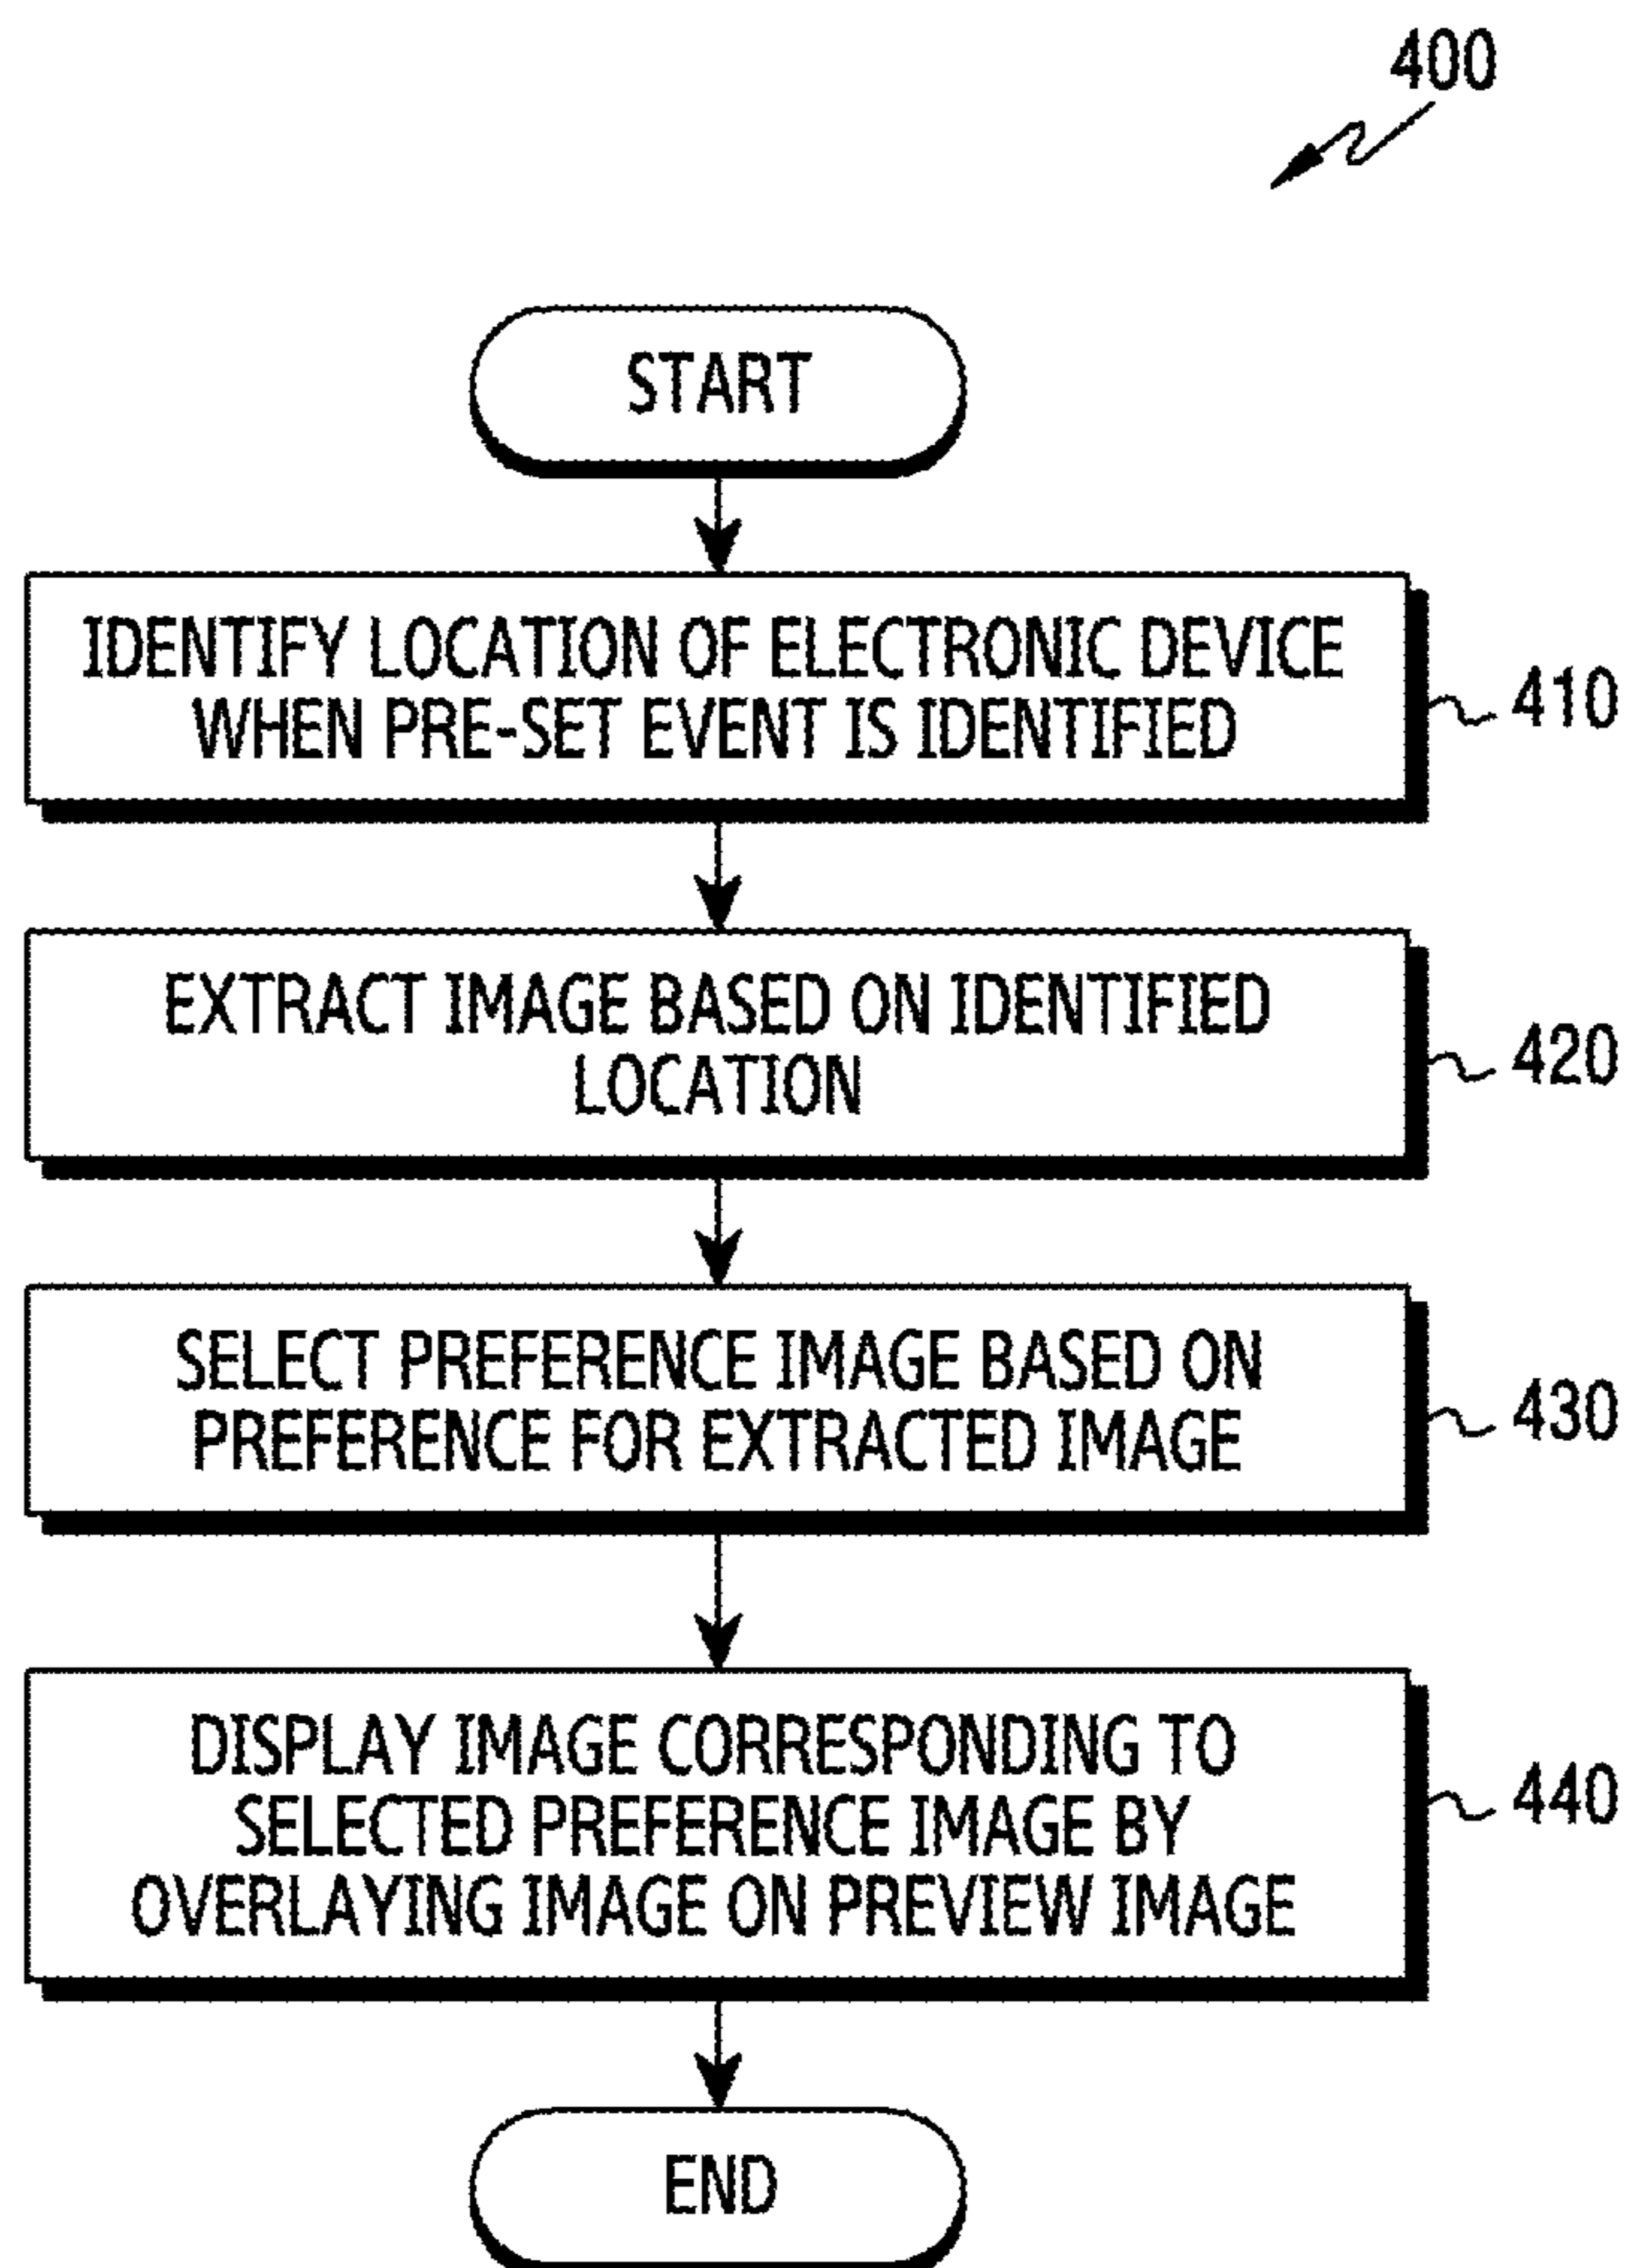 400
START
IDENTIFY LOCATION OF ELECTRONIC DEVICE
WHEN PRE-SET EVENT IS IDENTIFIED
410
EXTRACT IMAGE BASED ON IDENTIFIED
LOCATION
420
SELECT PREFERENCE IMAGE BASED ON
PREFERENCE FOR EXTRACTED IMAGE
430
DISPLAY IMAGE CORRESPONDING TO
SELECTED PREFERENCE IMAGE BY
OVERLAYING IMAGE ON PREVIEW IMAGE
440
END